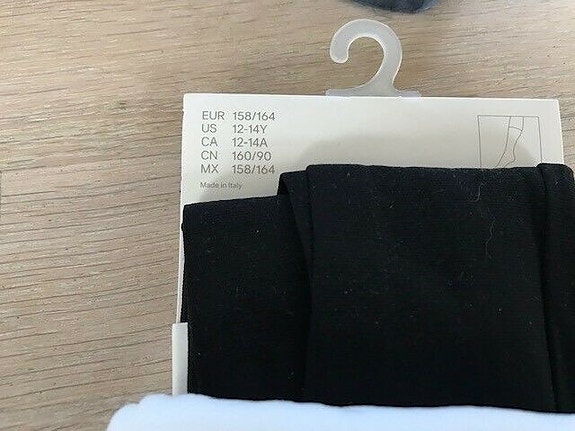 EUR 158/164
US 12-14Y
CA 12-14A
CN 160/90
MX 158/164
Made in Italy